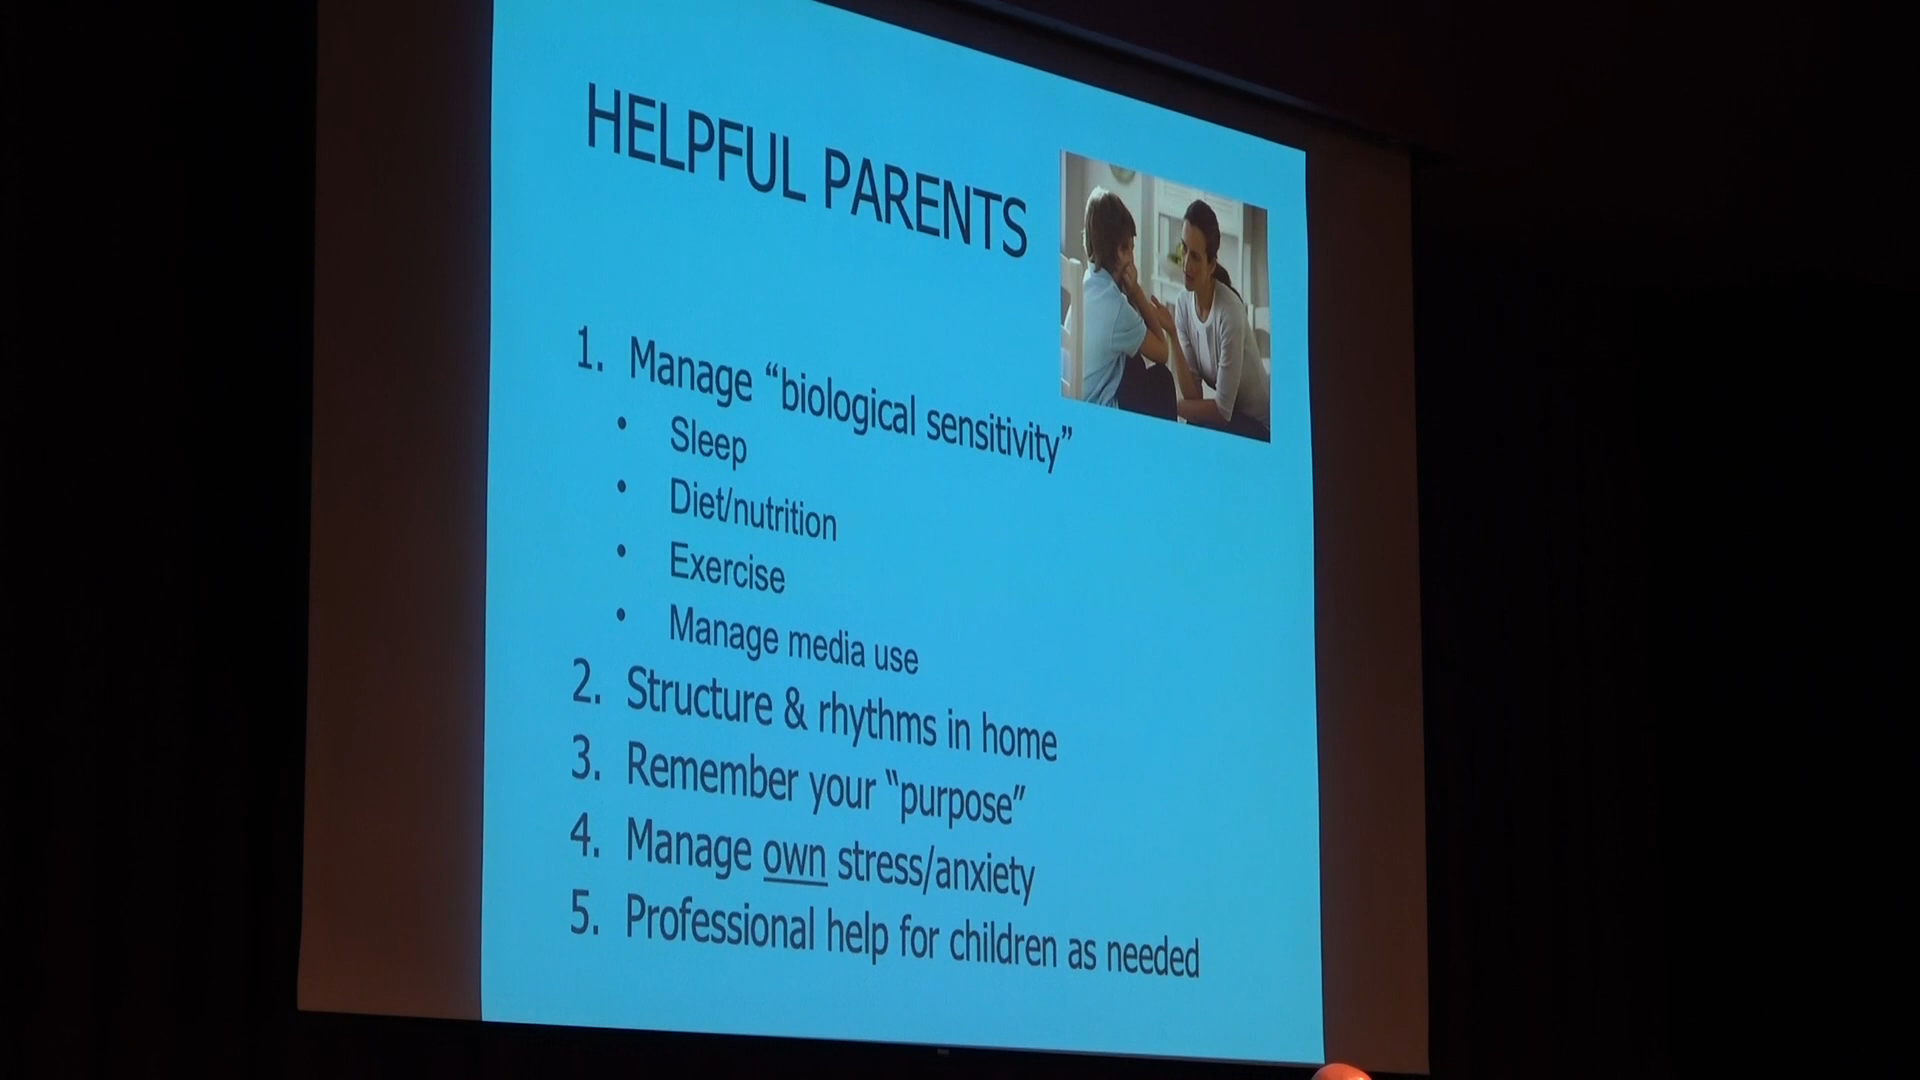 HELPFUL PARENTS
1. Manage “biological sensitivity”
• Sleep
• Diet/nutrition
• Exercise
• Manage media use
2. Structure & rhythms in home
3. Remember your “purpose”
4. Manage own stress/anxiety
5. Professional help for children as needed